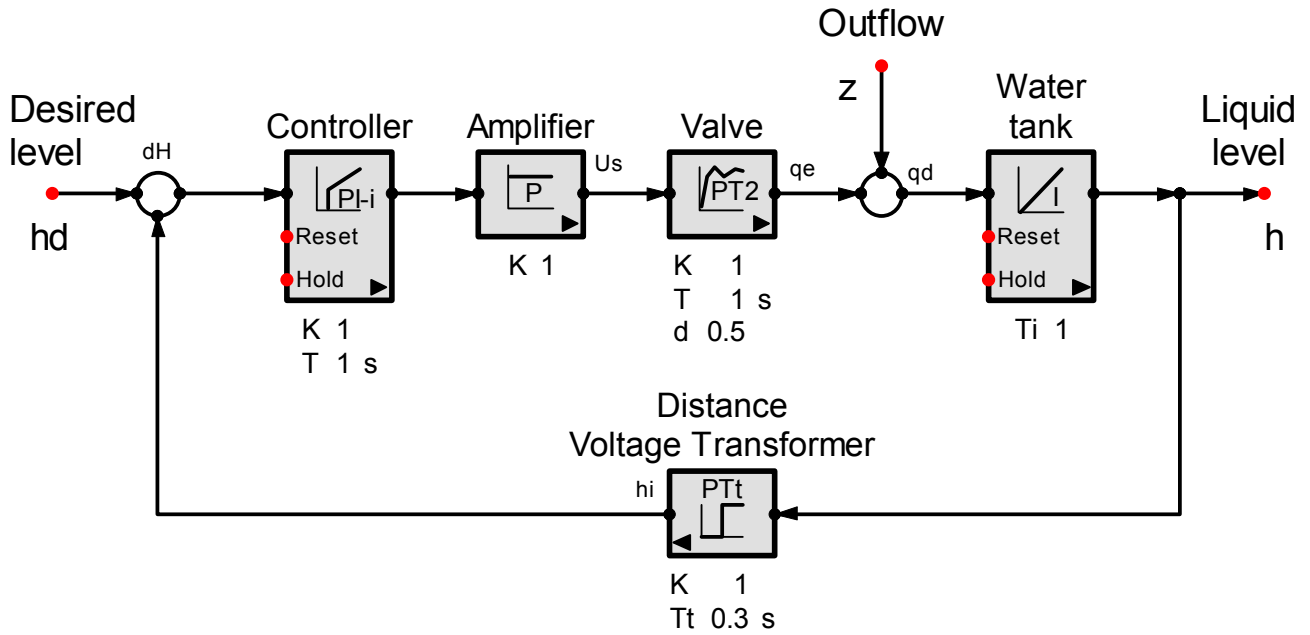 Outflow
z
Desired
level
dH
hd
Controller
PI-i
Reset
Hold
K 1
T 1 s
Amplifier
P
Us
K 1
Valve
PT2
qe
K 1
T 1 s
d 0.5
qd
Water
tank
I
Reset
Hold
Ti 1
Liquid
level
h
Distance
Voltage Transformer
hi
PTt
K 1
Tt 0.3 s